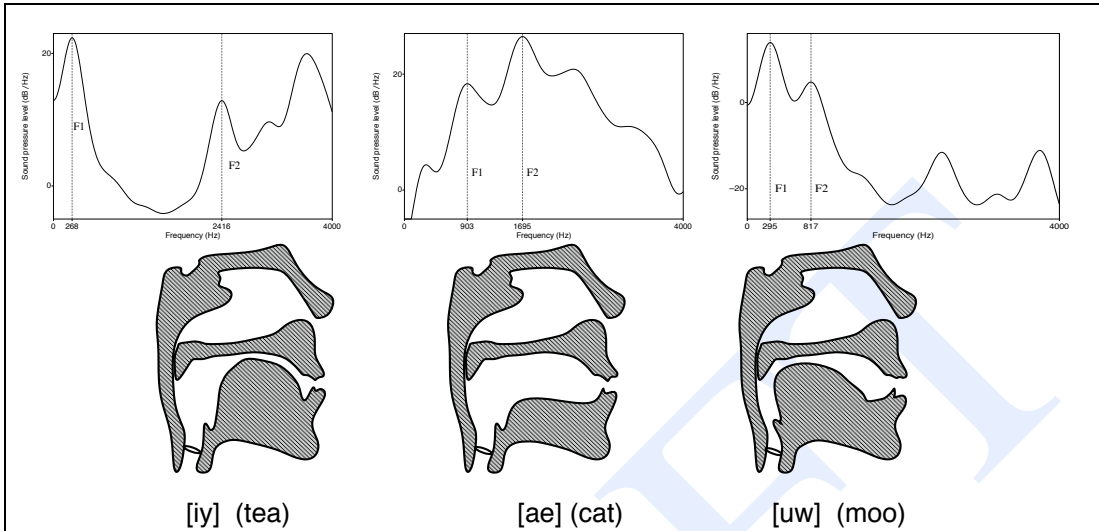 Sound pressure level (dB/Hz)
20
0
F1
F2
0
268
2416
4000
Frequency (Hz)
Sound pressure level (dB/Hz)
20
0
F1
F2
0
903
1695
4000
Frequency (Hz)
Sound pressure level (dB/Hz)
0
−20
F1
F2
0
295
817
4000
Frequency (Hz)
[iy] (tea)
[ae] (cat)
[uw] (moo)